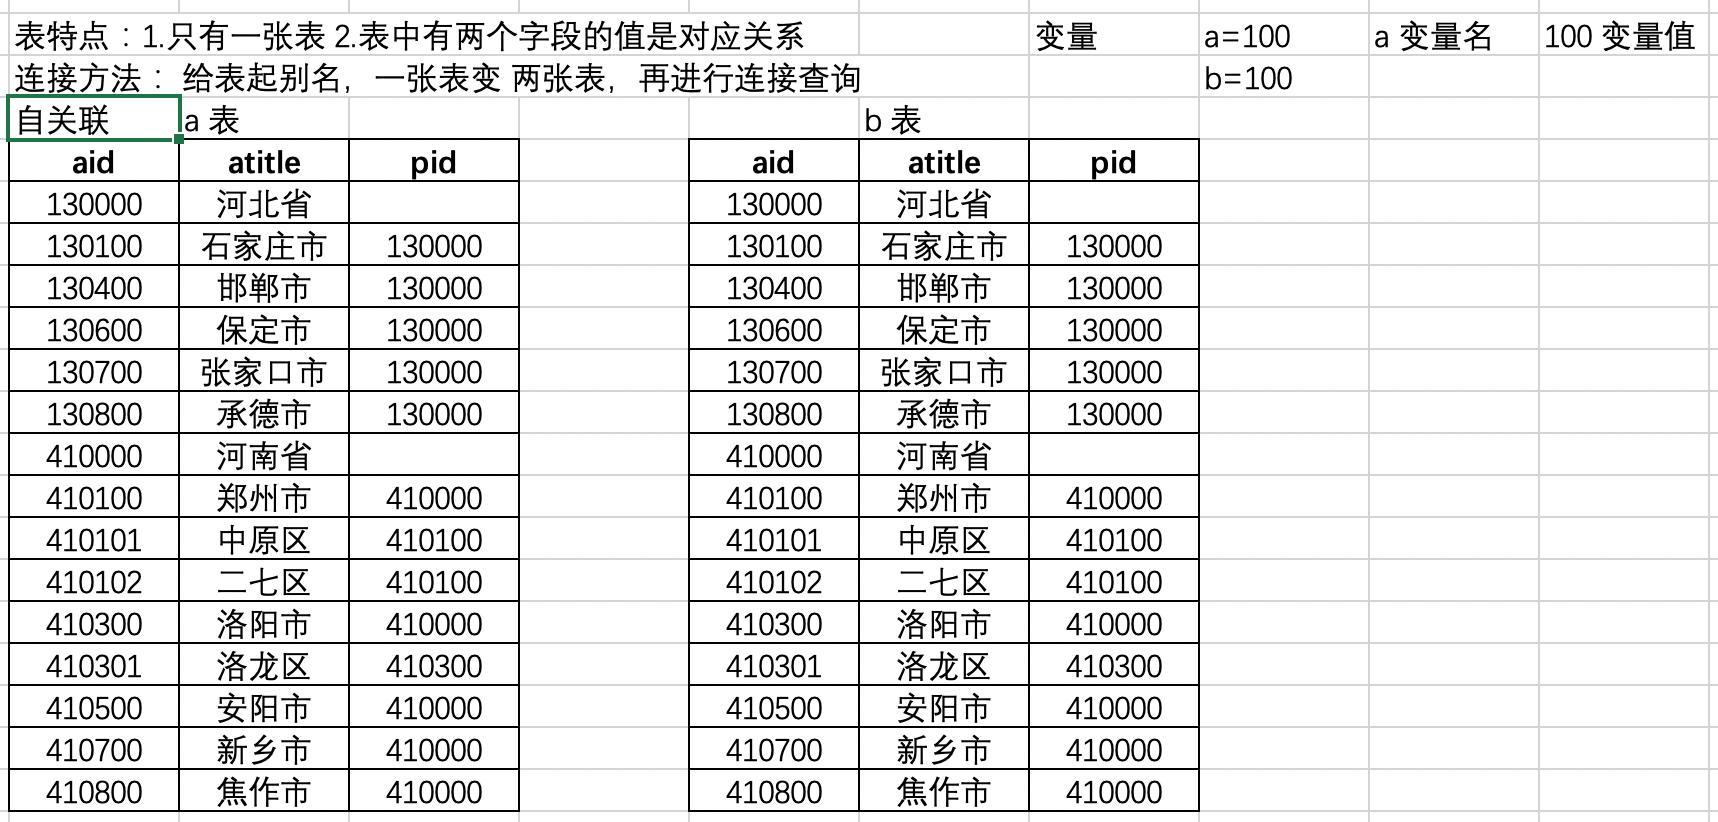 表特点：1.只有一张表 2.表中有两个字段的值是对应关系 变量 a=100 a 变量名 100 变量值
连接方法： 给表起别名，一张表变 两张表，再进行连接查询 b=100
自关联 a 表 b 表
aid atitle pid aid atitle pid
130000 河北省 130000 河北省
130100 石家庄市 130000 130100 石家庄市 130000
130400 邯郸市 130000 130400 邯郸市 130000
130600 保定市 130000 130600 保定市 130000
130700 张家口市 130000 130700 张家口市 130000
130800 承德市 130000 130800 承德市 130000
410000 河南省 410000 河南省
410100 郑州市 410000 410100 郑州市 410000
410101 中原区 410100 410101 中原区 410100
410102 二七区 410100 410102 二七区 410100
410300 洛阳市 410000 410300 洛阳市 410000
410301 洛龙区 410300 410301 洛龙区 410300
410500 安阳市 410000 410500 安阳市 410000
410700 新乡市 410000 410700 新乡市 410000
410800 焦作市 410000 410800 焦作市 410000